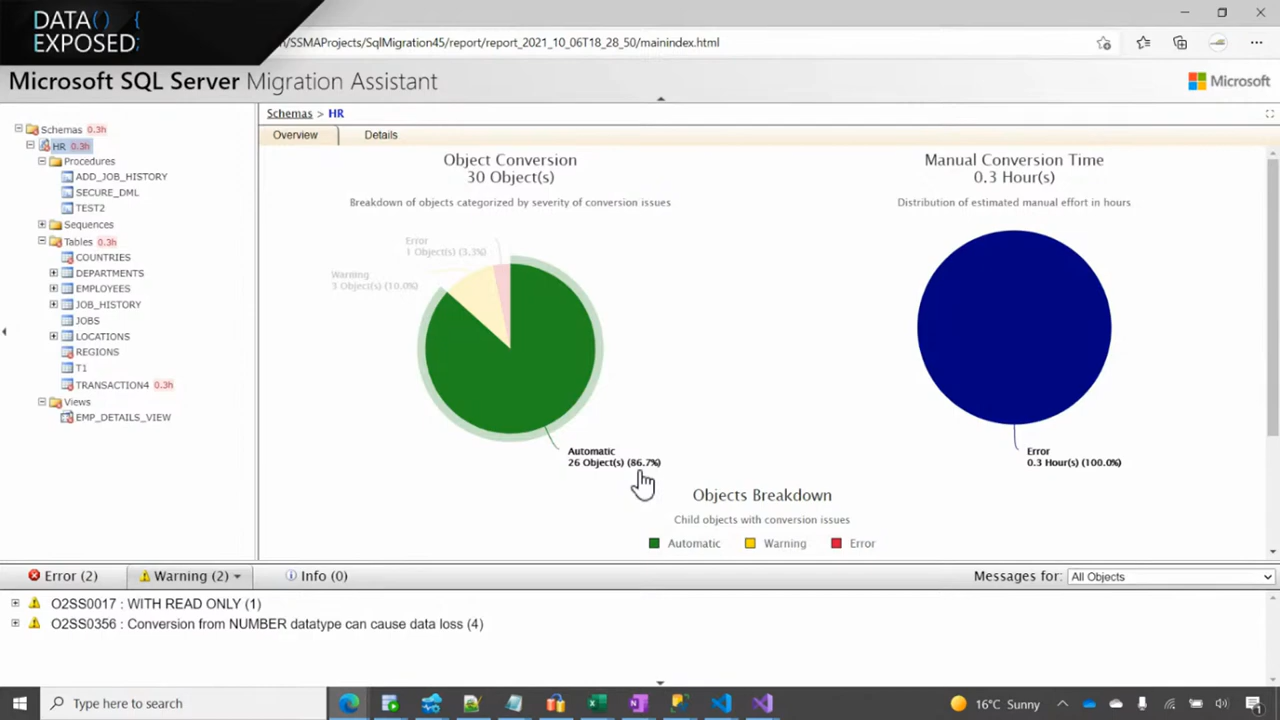 DATA() {
EXPOSED; }
/SSMAProjects/SqlMigration45/report/report_2021_10_06T18_28_50/mainindex.html
Microsoft SQL Server Migration Assistant
Microsoft
Schemas 0.3h
HR 0.3h
Procedures
ADD_JOB_HISTORY
SECURE_DML
TEST2
Sequences
Tables 0.3h
COUNTRIES
DEPARTMENTS
EMPLOYEES
JOB_HISTORY
JOBS
LOCATIONS
REGIONS
T1
TRANSACTION4 0.3h
Views
EMP_DETAILS_VIEW
Schemas > HR
Overview Details
Object Conversion
30 Object(s)
Breakdown of objects categorized by severity of conversion issues
Error
1 Object(s) (3.3%)
Warning
3 Object(s) (10.0%)
Automatic
26 Object(s) (86.7%)
Manual Conversion Time
0.3 Hour(s)
Distribution of estimated manual effort in hours
Error
0.3 Hour(s) (100.0%)
Objects Breakdown
Child objects with conversion issues
Automatic Warning Error
Error (2) Warning (2) Info (0) Messages for: All Objects
O2SS0017 : WITH READ ONLY (1)
O2SS0356 : Conversion from NUMBER datatype can cause data loss (4)
Type here to search 16°C Sunny 1